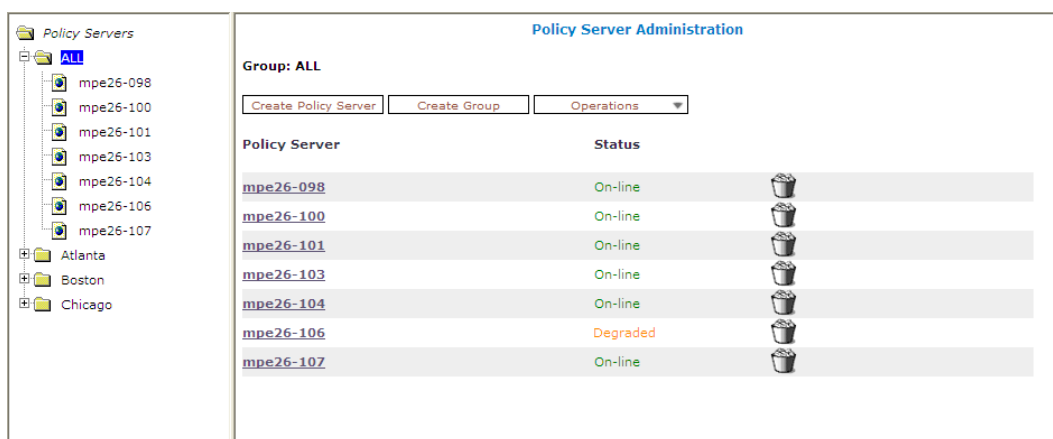 Policy Servers
ALL
mpe26-098
mpe26-100
mpe26-101
mpe26-103
mpe26-104
mpe26-106
mpe26-107
Atlanta
Boston
Chicago
Policy Server Administration
Group: ALL
Create Policy Server Create Group Operations
Policy Server Status
mpe26-098 On-line
mpe26-100 On-line
mpe26-101 On-line
mpe26-103 On-line
mpe26-104 On-line
mpe26-106 Degraded
mpe26-107 On-line